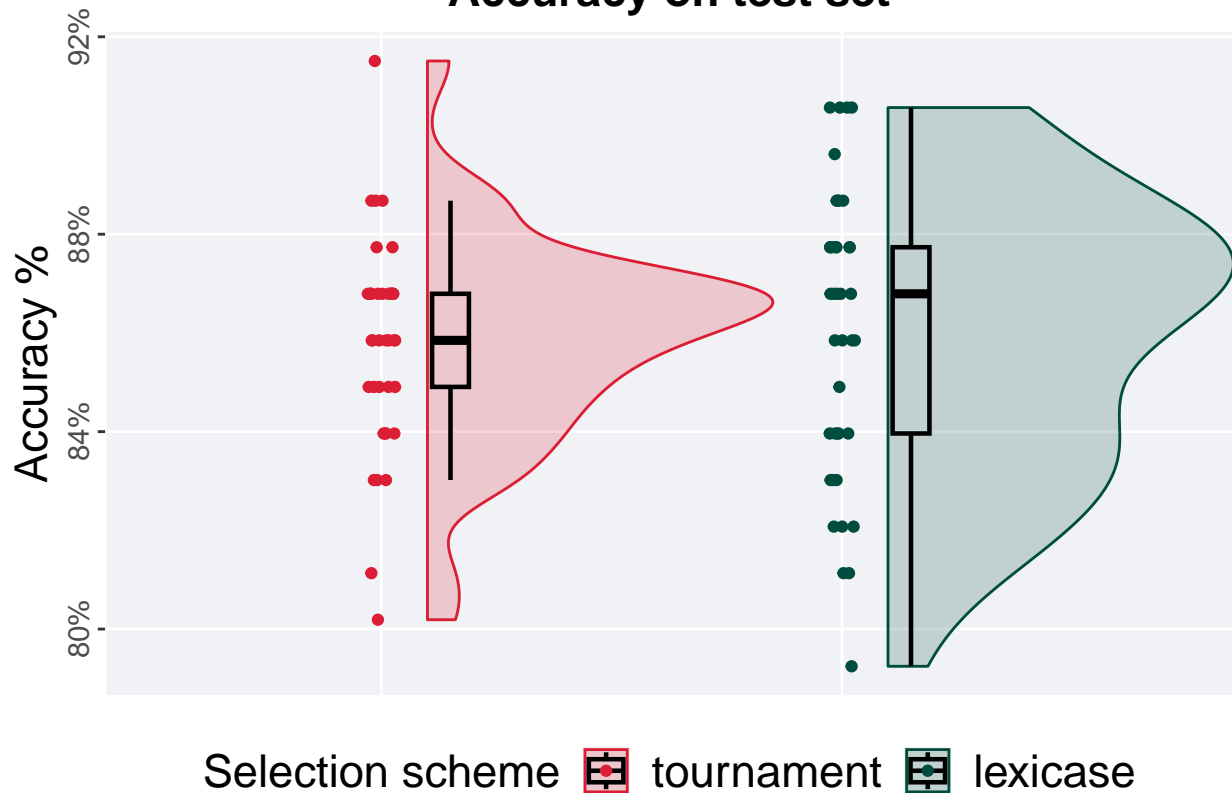 Accuracy on test set
Accuracy %
92%
88%
84%
80%
Selection scheme tournament lexicase